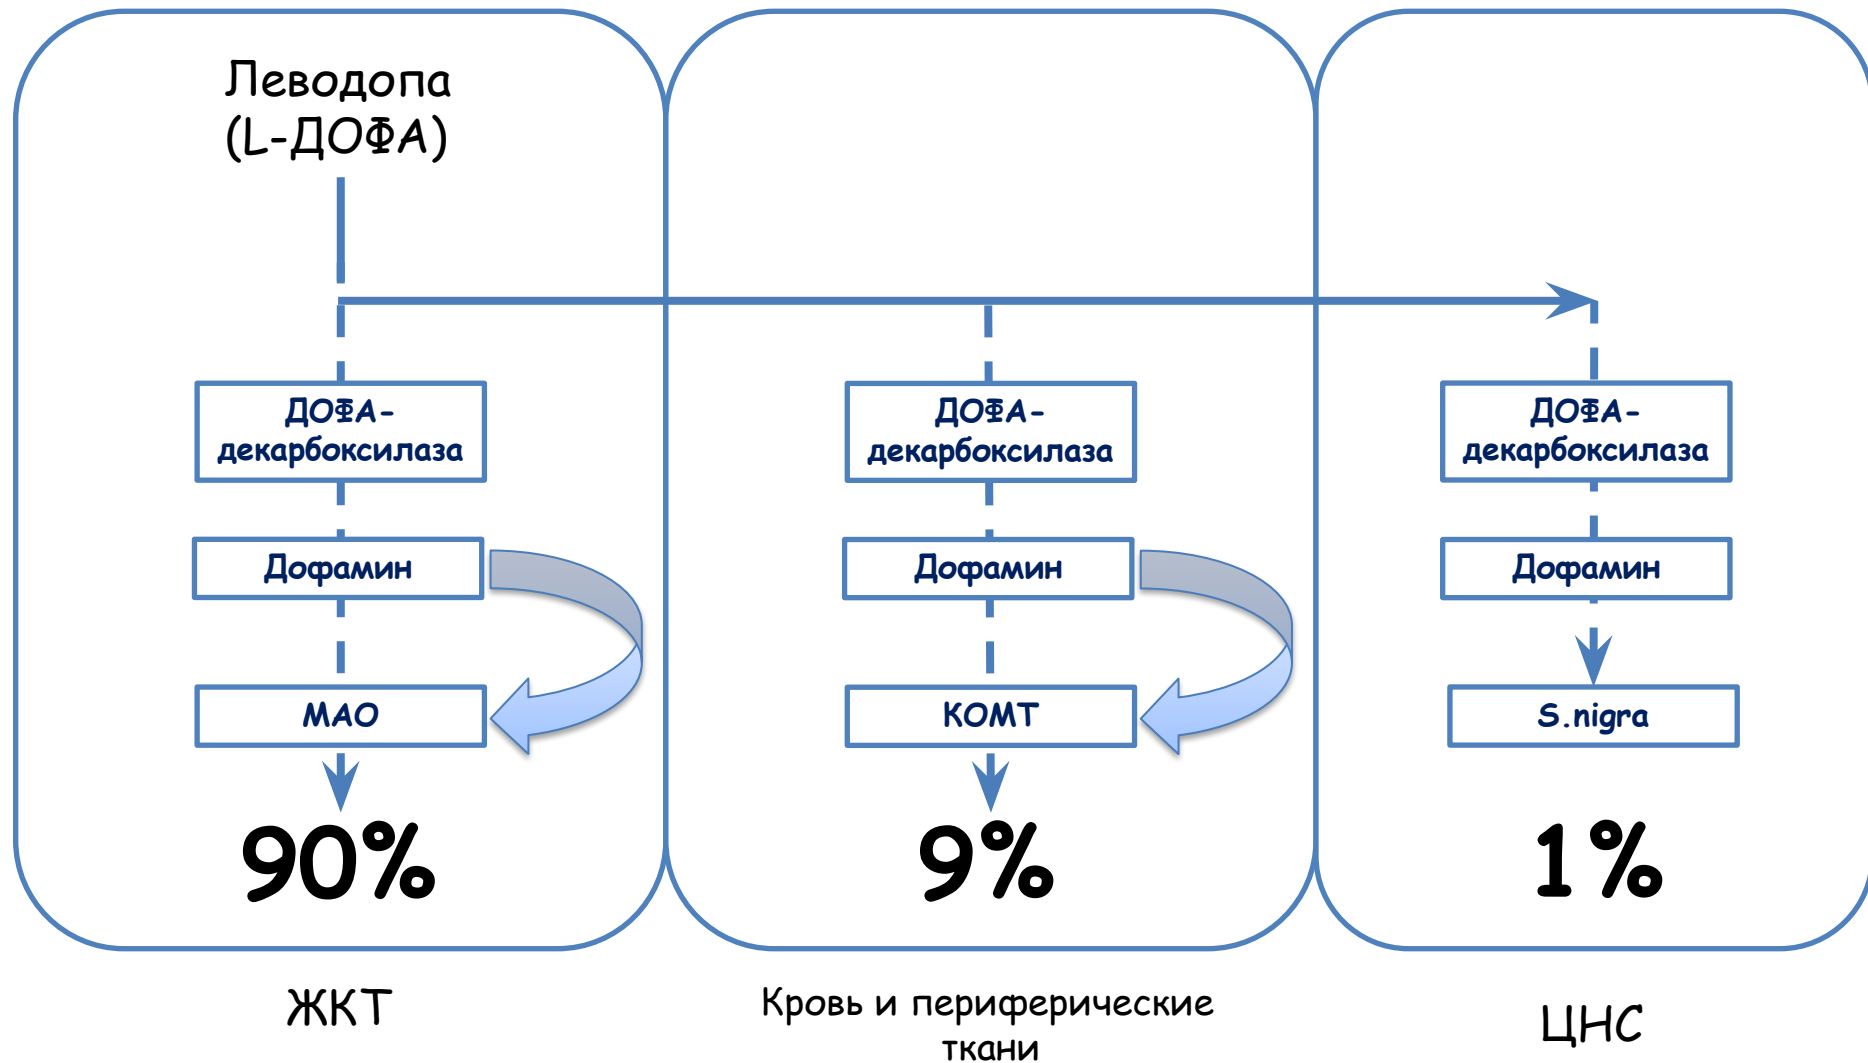 Леводопа
(L-ДОФА)
ДОФА-
декарбоксилаза
Дофамин
МАО
90%
ЖКТ
ДОФА-
декарбоксилаза
Дофамин
КОМТ
9%
Кровь и периферические
ткани
ДОФА-
декарбоксилаза
Дофамин
S.nigra
1%
ЦНС